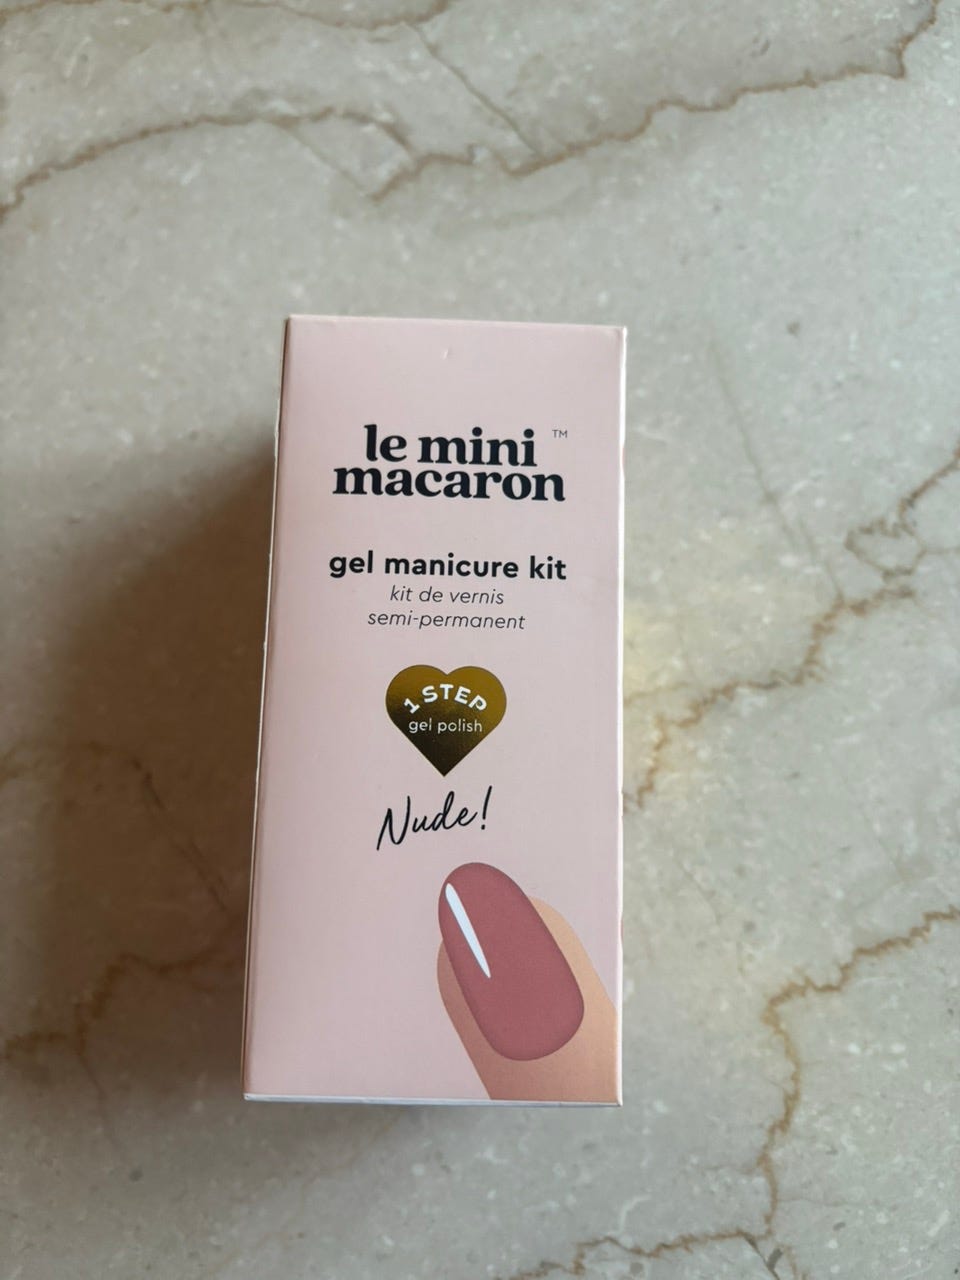 le mini ™
macaron
gel manicure kit
kit de vernis
semi-permanent
1 STEP
gel polish
Nude!